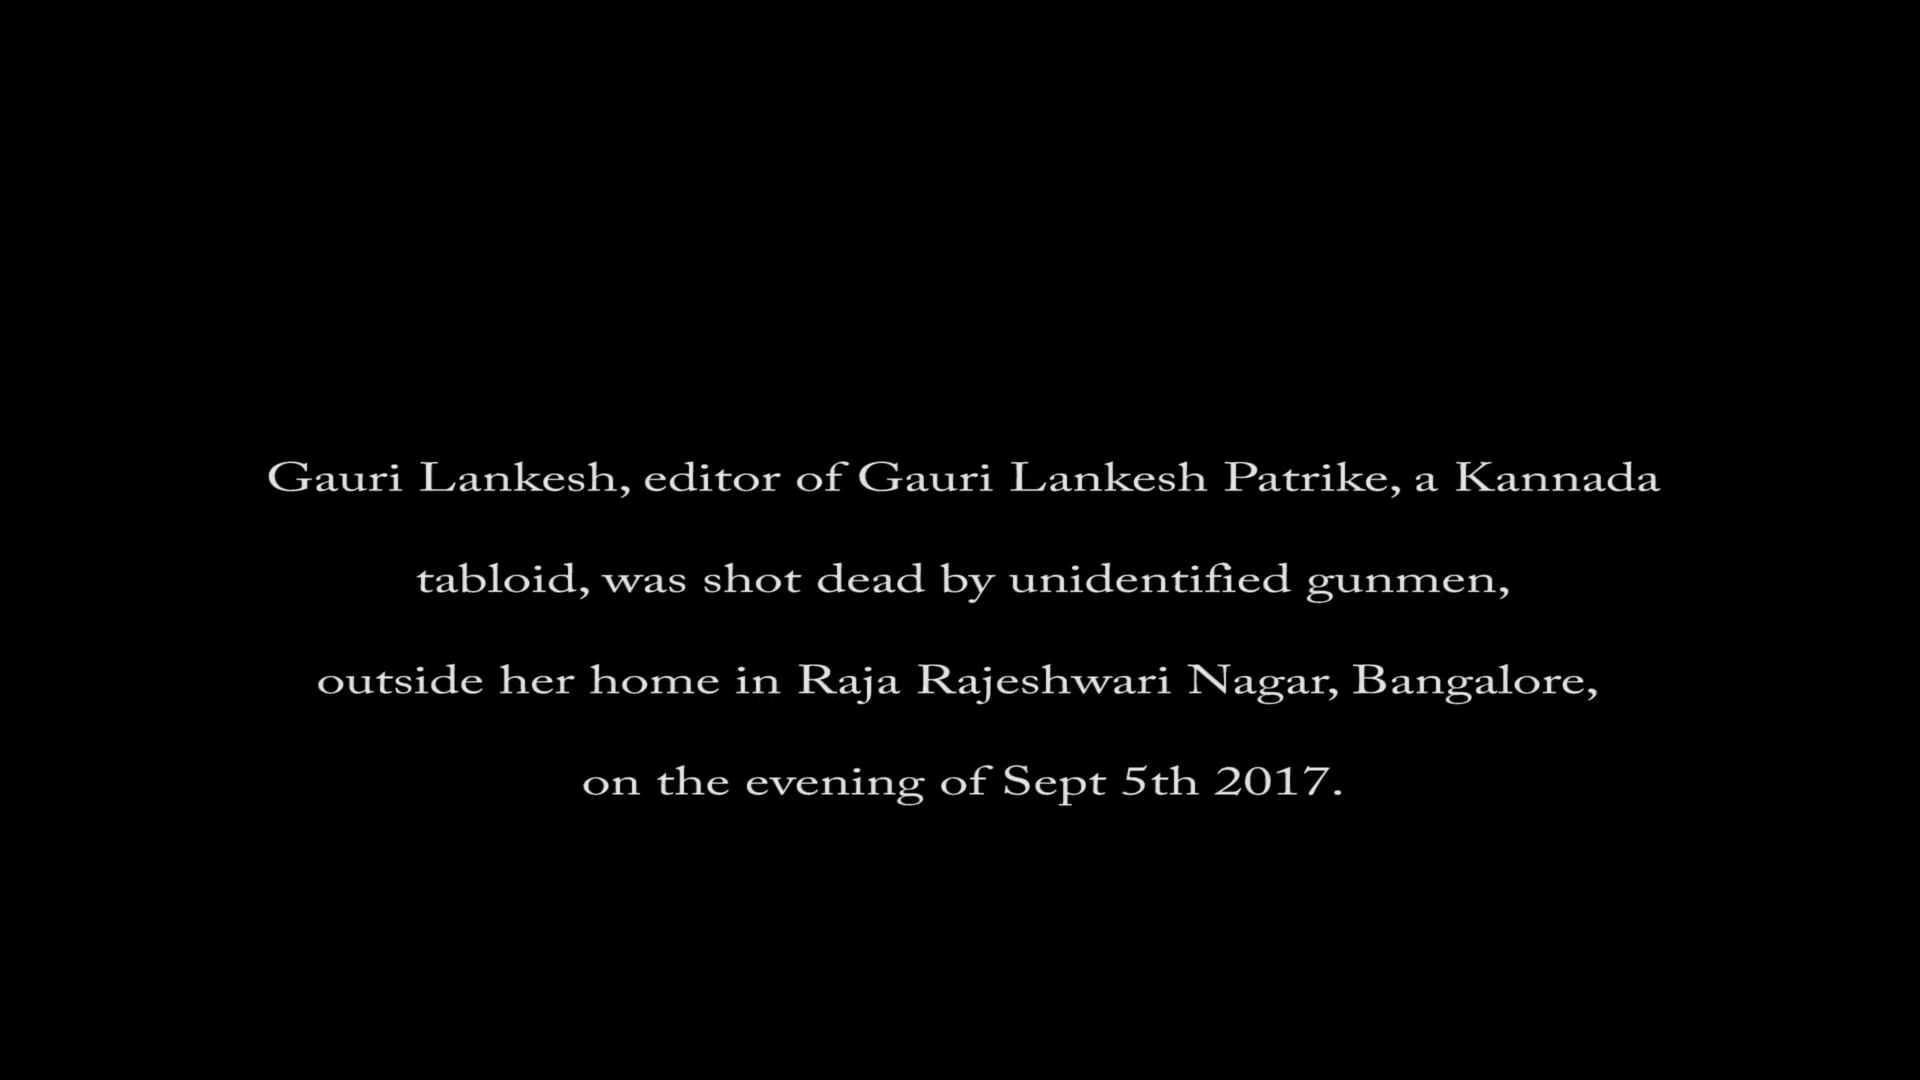 Gauri Lankesh, editor of Gauri Lankesh Patrike, a Kannada
tabloid, was shot dead by unidentified gunmen,
outside her home in Raja Rajeshwari Nagar, Bangalore,
on the evening of Sept 5th 2017.